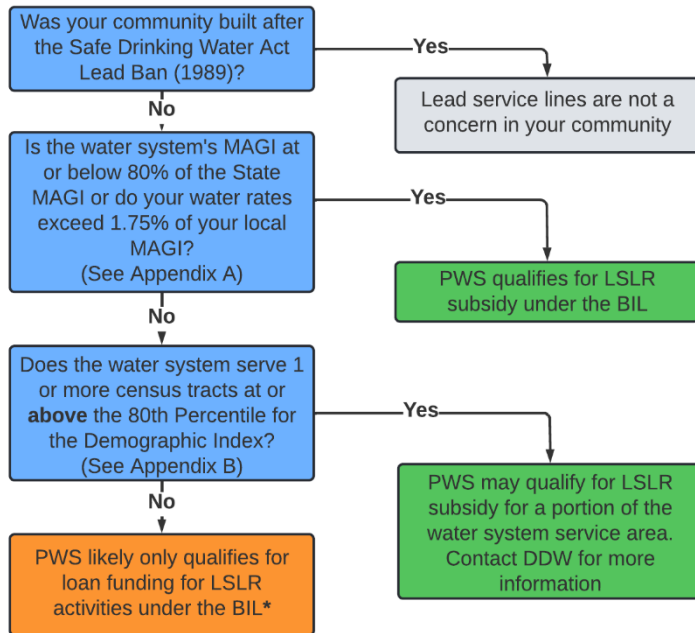 Was your community built after
the Safe Drinking Water Act
Lead Ban (1989)?
Yes
Lead service lines are not a
concern in your community
No
Is the water system's MAGI at
or below 80% of the State
MAGI or do your water rates
exceed 1.75% of your local
MAGI?
(See Appendix A)
Yes
PWS qualifies for LSLR
subsidy under the BIL
No
Does the water system serve 1
or more census tracts at or
above the 80th Percentile for
the Demographic Index?
(See Appendix B)
Yes
PWS may qualify for LSLR
subsidy for a portion of the
water system service area.
Contact DDW for more
information
No
PWS likely only qualifies for
loan funding for LSLR
activities under the BIL*